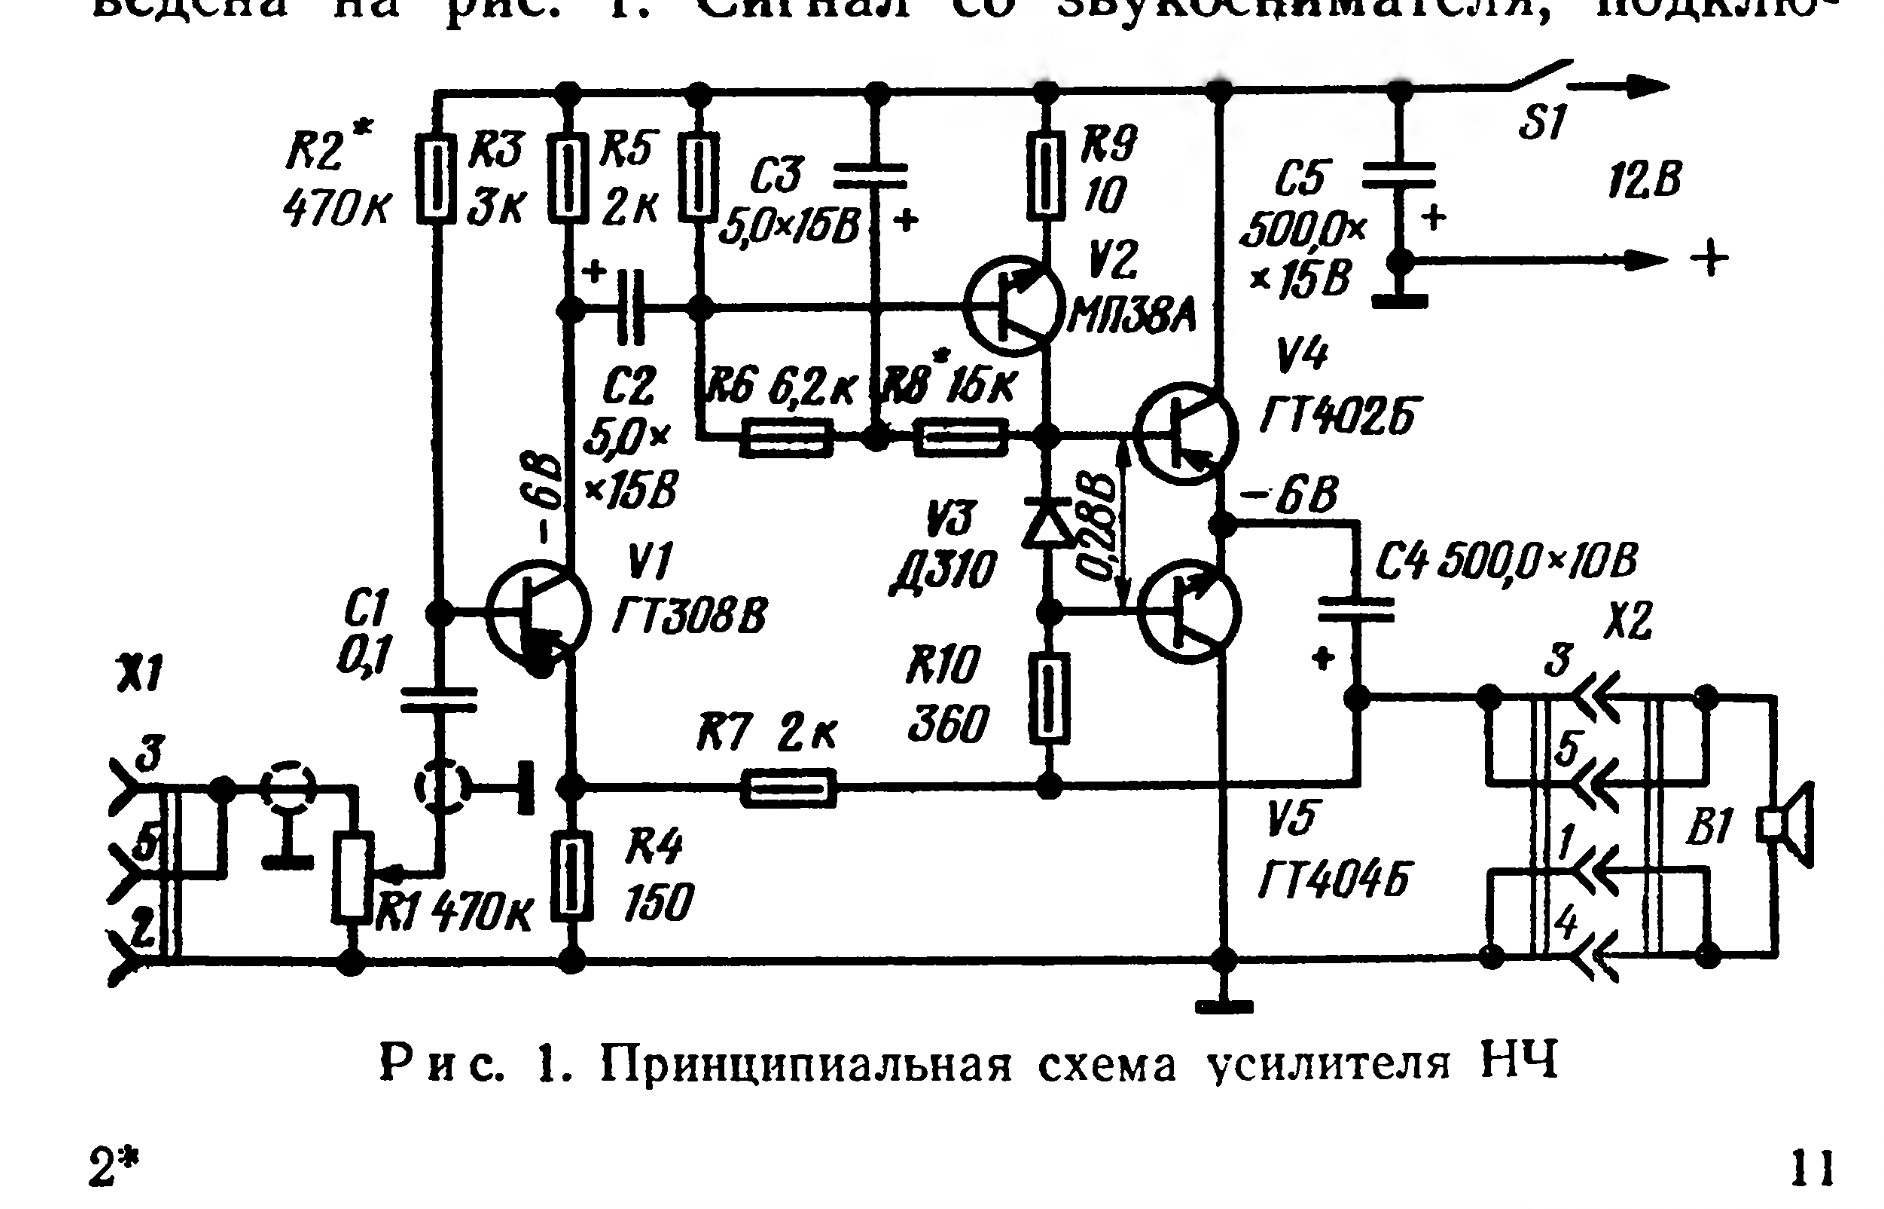 ведена на рис. 1. Сигнал со звукоснимателя, подклю-
R2*
470к
R3
3к
R5
2к
C3
5,0×15В
+
R9
10
C5
500,0×
×15В
+
S1
12В
+
V2
МП38А
+
C2
5,0×
×15В
R6 6,2к
R8* 15к
V4
ГТ402Б
-6В
-6В
V3
Д310
0,28В
V1
ГТ308В
C1
0,1
C4 500,0×10В
+
X2
X1
3
5
2
R1 470к
R7 2к
R10
360
R4
150
V5
ГТ404Б
3
5
1
4
B1
Рис. 1. Принципиальная схема усилителя НЧ
2*
11